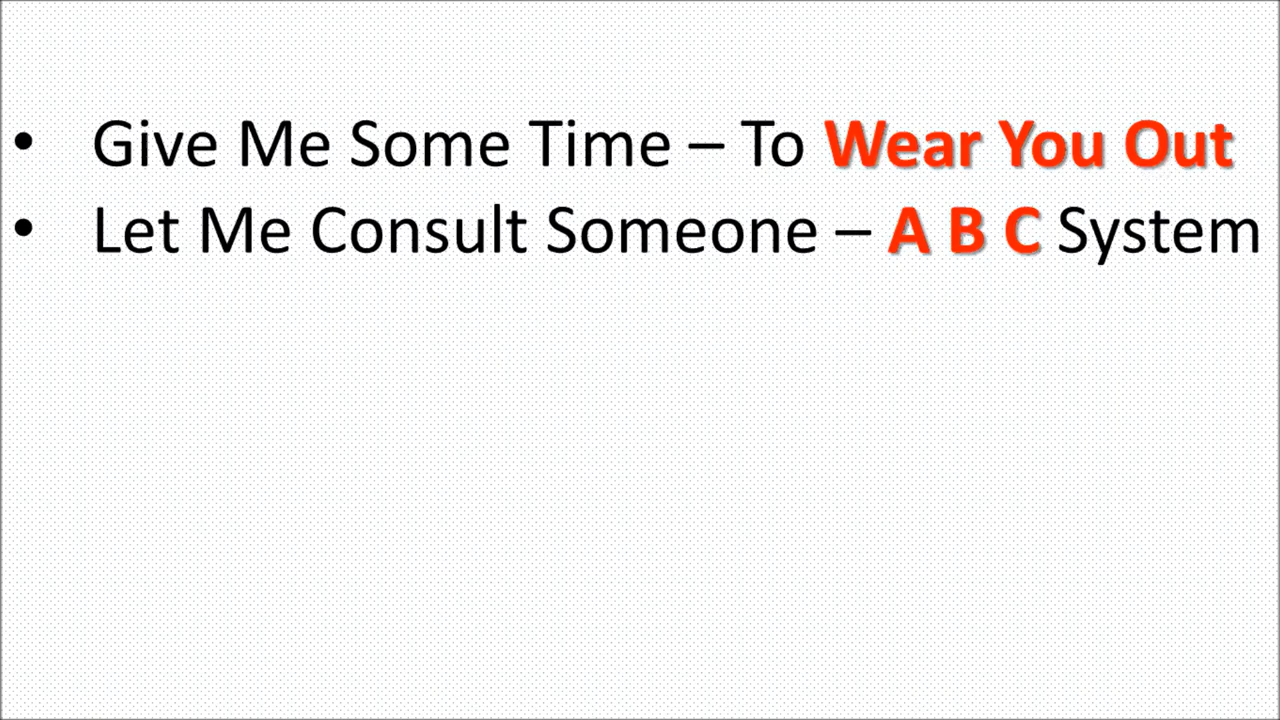 • Give Me Some Time – To Wear You Out
• Let Me Consult Someone – A B C System